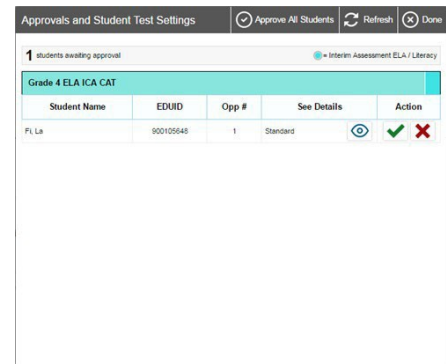 Approvals and Student Test Settings Approve All Students Refresh Done
1 students awaiting approval = Interim Assessment ELA / Literacy
Grade 4 ELA ICA CAT
Student Name EDUID Opp # See Details Action
Fi, La 900105648 1 Standard